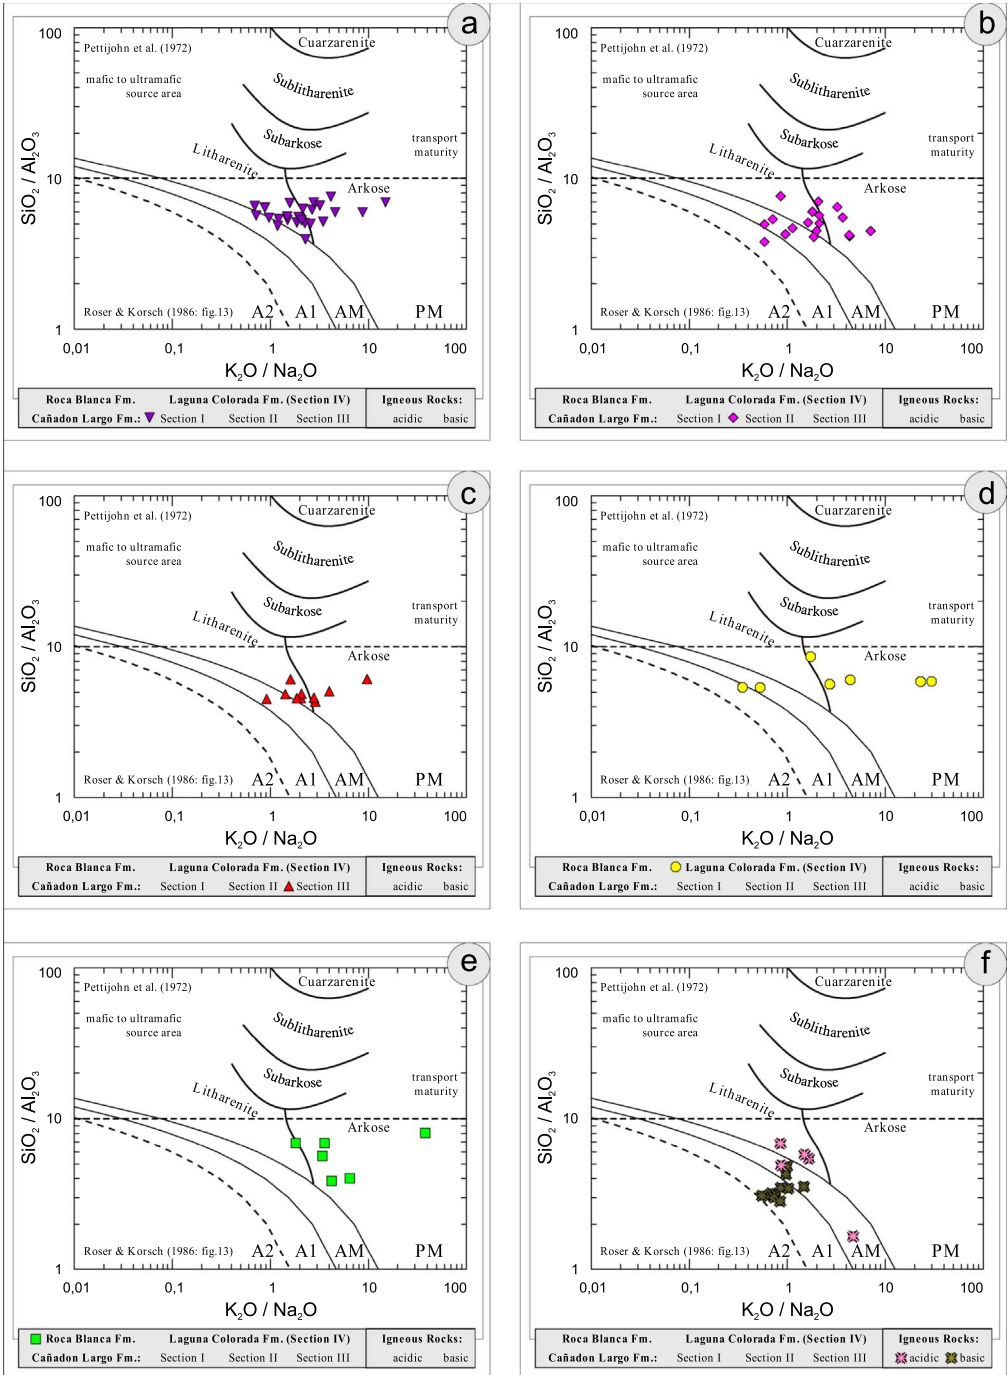 a
100
Pettijohn et al. (1972)
Cuarzarenite
mafic to ultramafic
source area
Sublitharenite
Subarkose
transport
maturity
Litharenite
10
Arkose
SiO2 / Al2O3
Roser & Korsch (1986: fig.13)
A2 A1 AM PM
1
0,01 0,1 1 10 100
K2O / Na2O
Roca Blanca Fm. Laguna Colorada Fm. (Section IV) Igneous Rocks:
Cañadon Largo Fm.: Section I Section II Section III acidic basic
b
100
Pettijohn et al. (1972)
Cuarzarenite
mafic to ultramafic
source area
Sublitharenite
Subarkose
transport
maturity
Litharenite
10
Arkose
SiO2 / Al2O3
Roser & Korsch (1986: fig.13)
A2 A1 AM PM
1
0,01 0,1 1 10 100
K2O / Na2O
Roca Blanca Fm. Laguna Colorada Fm. (Section IV) Igneous Rocks:
Cañadon Largo Fm.: Section I Section II Section III acidic basic
c
100
Pettijohn et al. (1972)
Cuarzarenite
mafic to ultramafic
source area
Sublitharenite
Subarkose
transport
maturity
Litharenite
10
Arkose
SiO2 / Al2O3
Roser & Korsch (1986: fig.13)
A2 A1 AM PM
1
0,01 0,1 1 10 100
K2O / Na2O
Roca Blanca Fm. Laguna Colorada Fm. (Section IV) Igneous Rocks:
Cañadon Largo Fm.: Section I Section II Section III acidic basic
d
100
Pettijohn et al. (1972)
Cuarzarenite
mafic to ultramafic
source area
Sublitharenite
Subarkose
transport
maturity
Litharenite
10
Arkose
SiO2 / Al2O3
Roser & Korsch (1986: fig.13)
A2 A1 AM PM
1
0,01 0,1 1 10 100
K2O / Na2O
Roca Blanca Fm. Laguna Colorada Fm. (Section IV) Igneous Rocks:
Cañadon Largo Fm.: Section I Section II Section III acidic basic
e
100
Pettijohn et al. (1972)
Cuarzarenite
mafic to ultramafic
source area
Sublitharenite
Subarkose
transport
maturity
Litharenite
10
Arkose
SiO2 / Al2O3
Roser & Korsch (1986: fig.13)
A2 A1 AM PM
1
0,01 0,1 1 10 100
K2O / Na2O
Roca Blanca Fm. Laguna Colorada Fm. (Section IV) Igneous Rocks:
Cañadon Largo Fm.: Section I Section II Section III acidic basic
f
100
Pettijohn et al. (1972)
Cuarzarenite
mafic to ultramafic
source area
Sublitharenite
Subarkose
transport
maturity
Litharenite
10
Arkose
SiO2 / Al2O3
Roser & Korsch (1986: fig.13)
A2 A1 AM PM
1
0,01 0,1 1 10 100
K2O / Na2O
Roca Blanca Fm. Laguna Colorada Fm. (Section IV) Igneous Rocks:
Cañadon Largo Fm.: Section I Section II Section III acidic basic